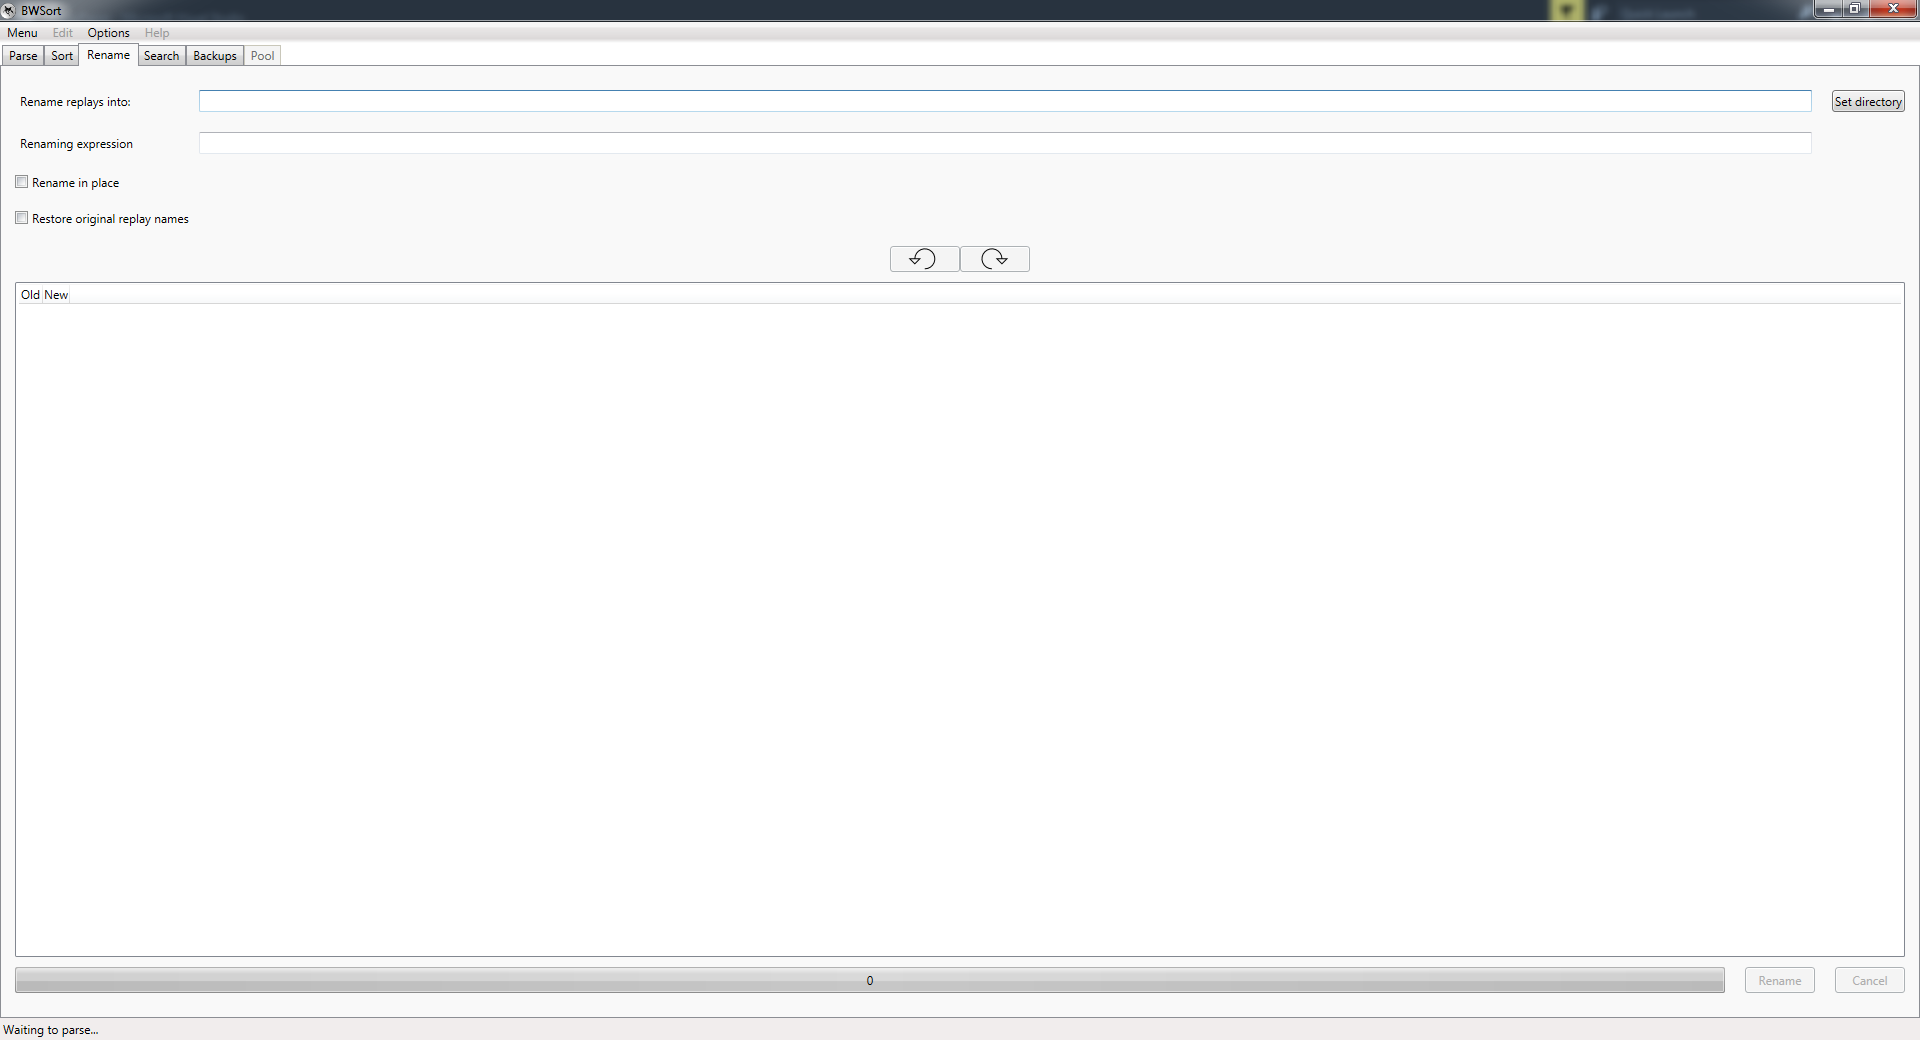 BWSort
Menu Edit Options Help
Parse Sort Rename Search Backups Pool
Rename replays into: Set directory
Renaming expression
Rename in place
Restore original replay names
Old New
0 Rename Cancel
Waiting to parse...